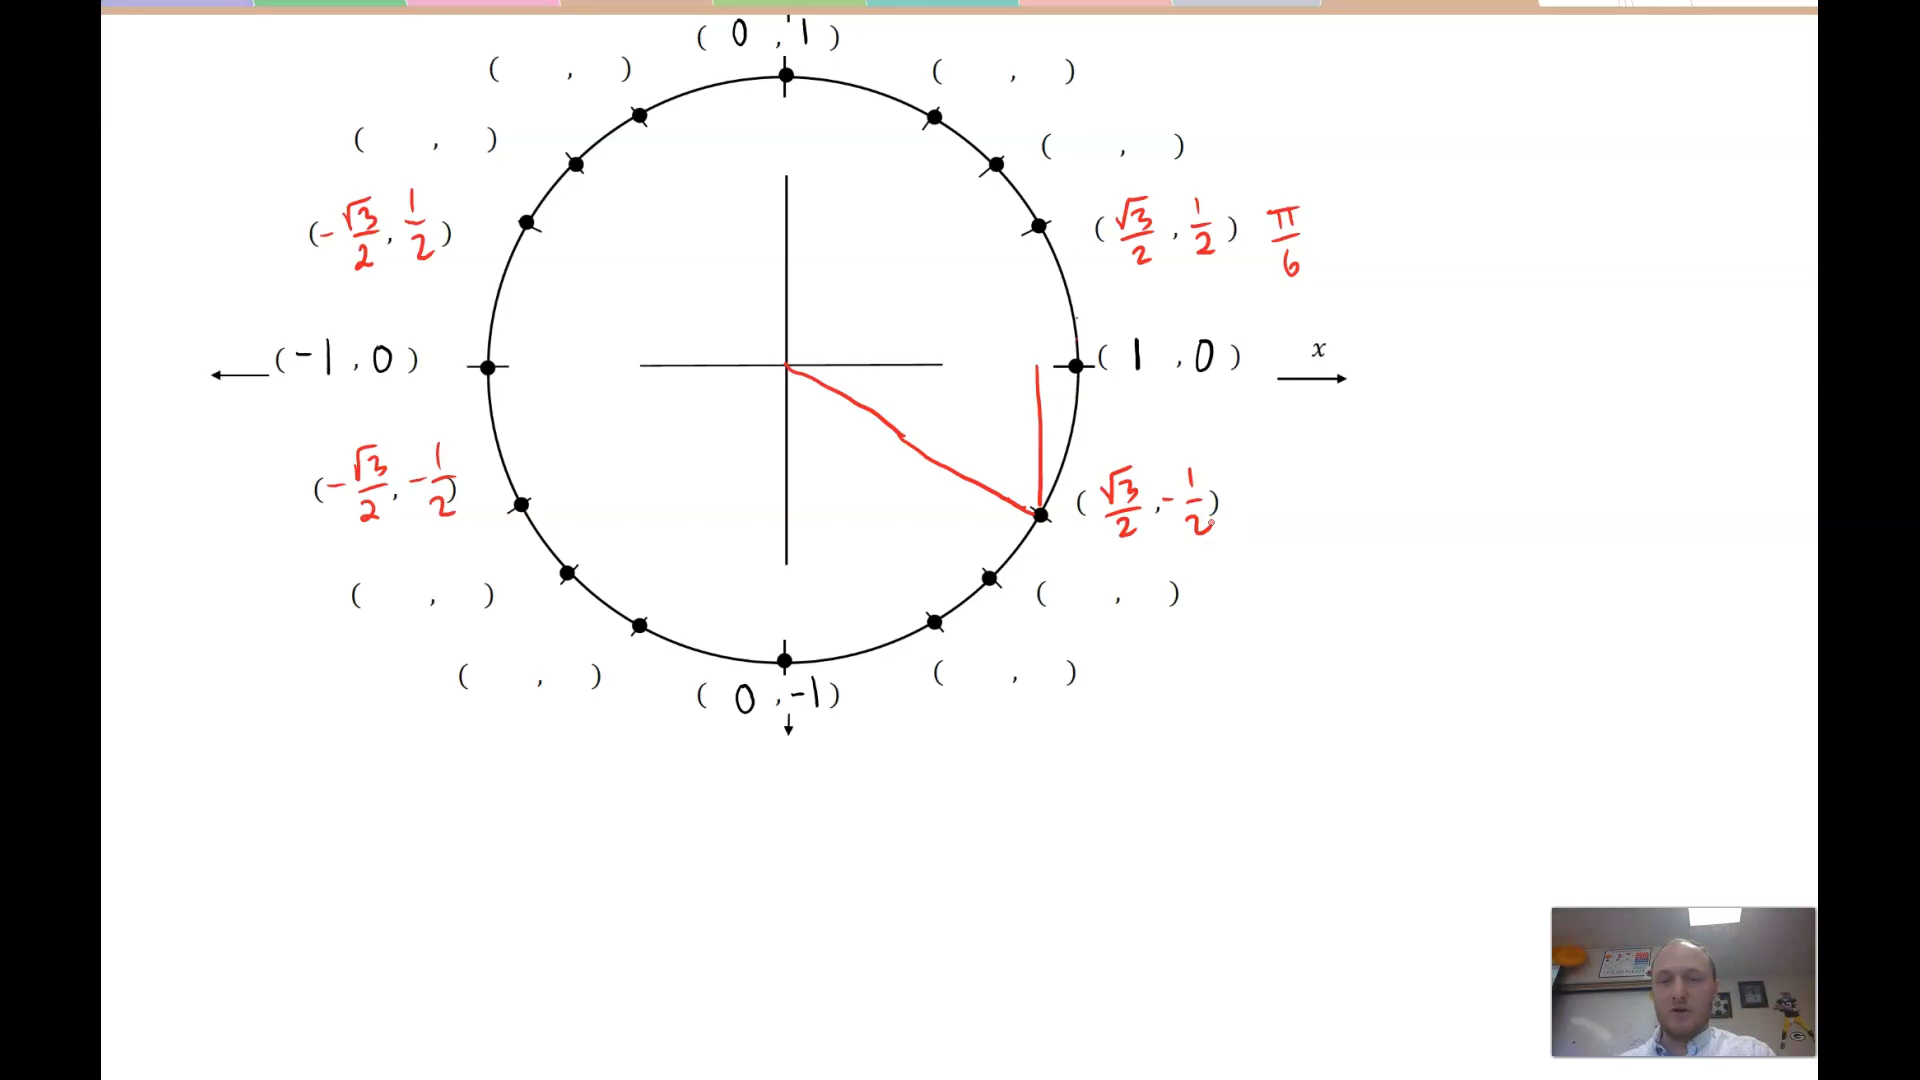 ( 0 , 1 )
( , ) ( , )
( , ) ( , )
(-√3/2, 1/2) (√3/2, 1/2) π/6
(-1, 0) ( 1 , 0) x
(-√3/2, -1/2) (√3/2, -1/2)
( , ) ( , )
( , ) ( 0 , -1) ( , )